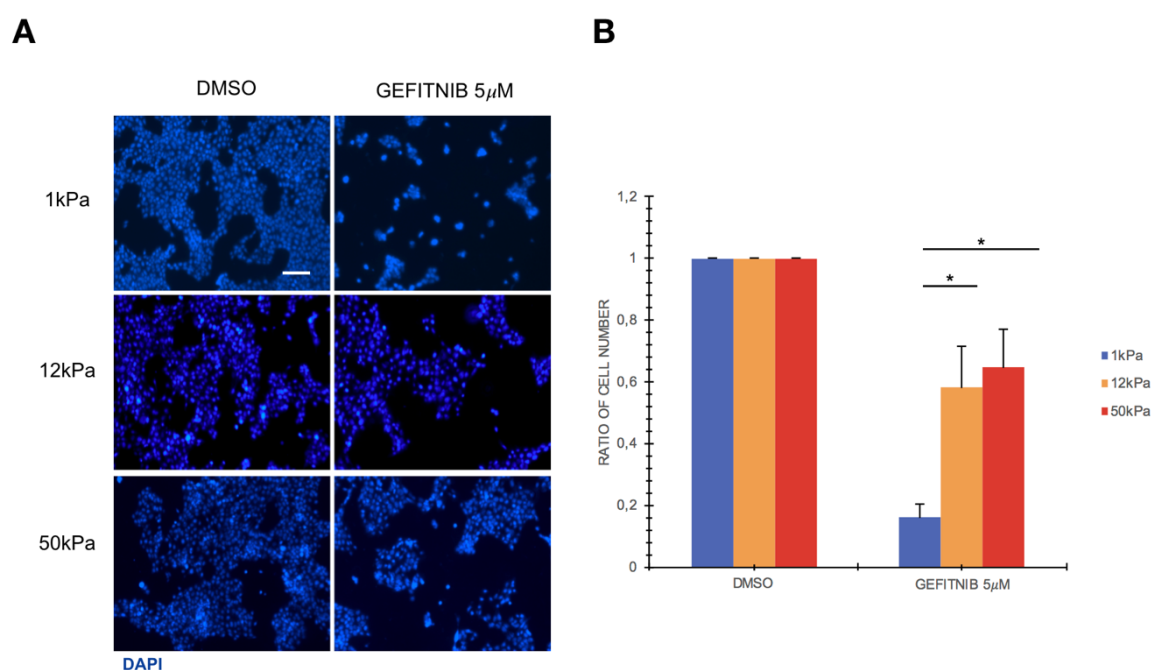 A
B
DMSO
GEFITNIB 5μM
1kPa
12kPa
50kPa
DAPI
RATIO OF CELL NUMBER
1,2
1
0,8
0,6
0,4
0,2
0
*
*
DMSO
GEFITNIB 5μM
1kPa
12kPa
50kPa